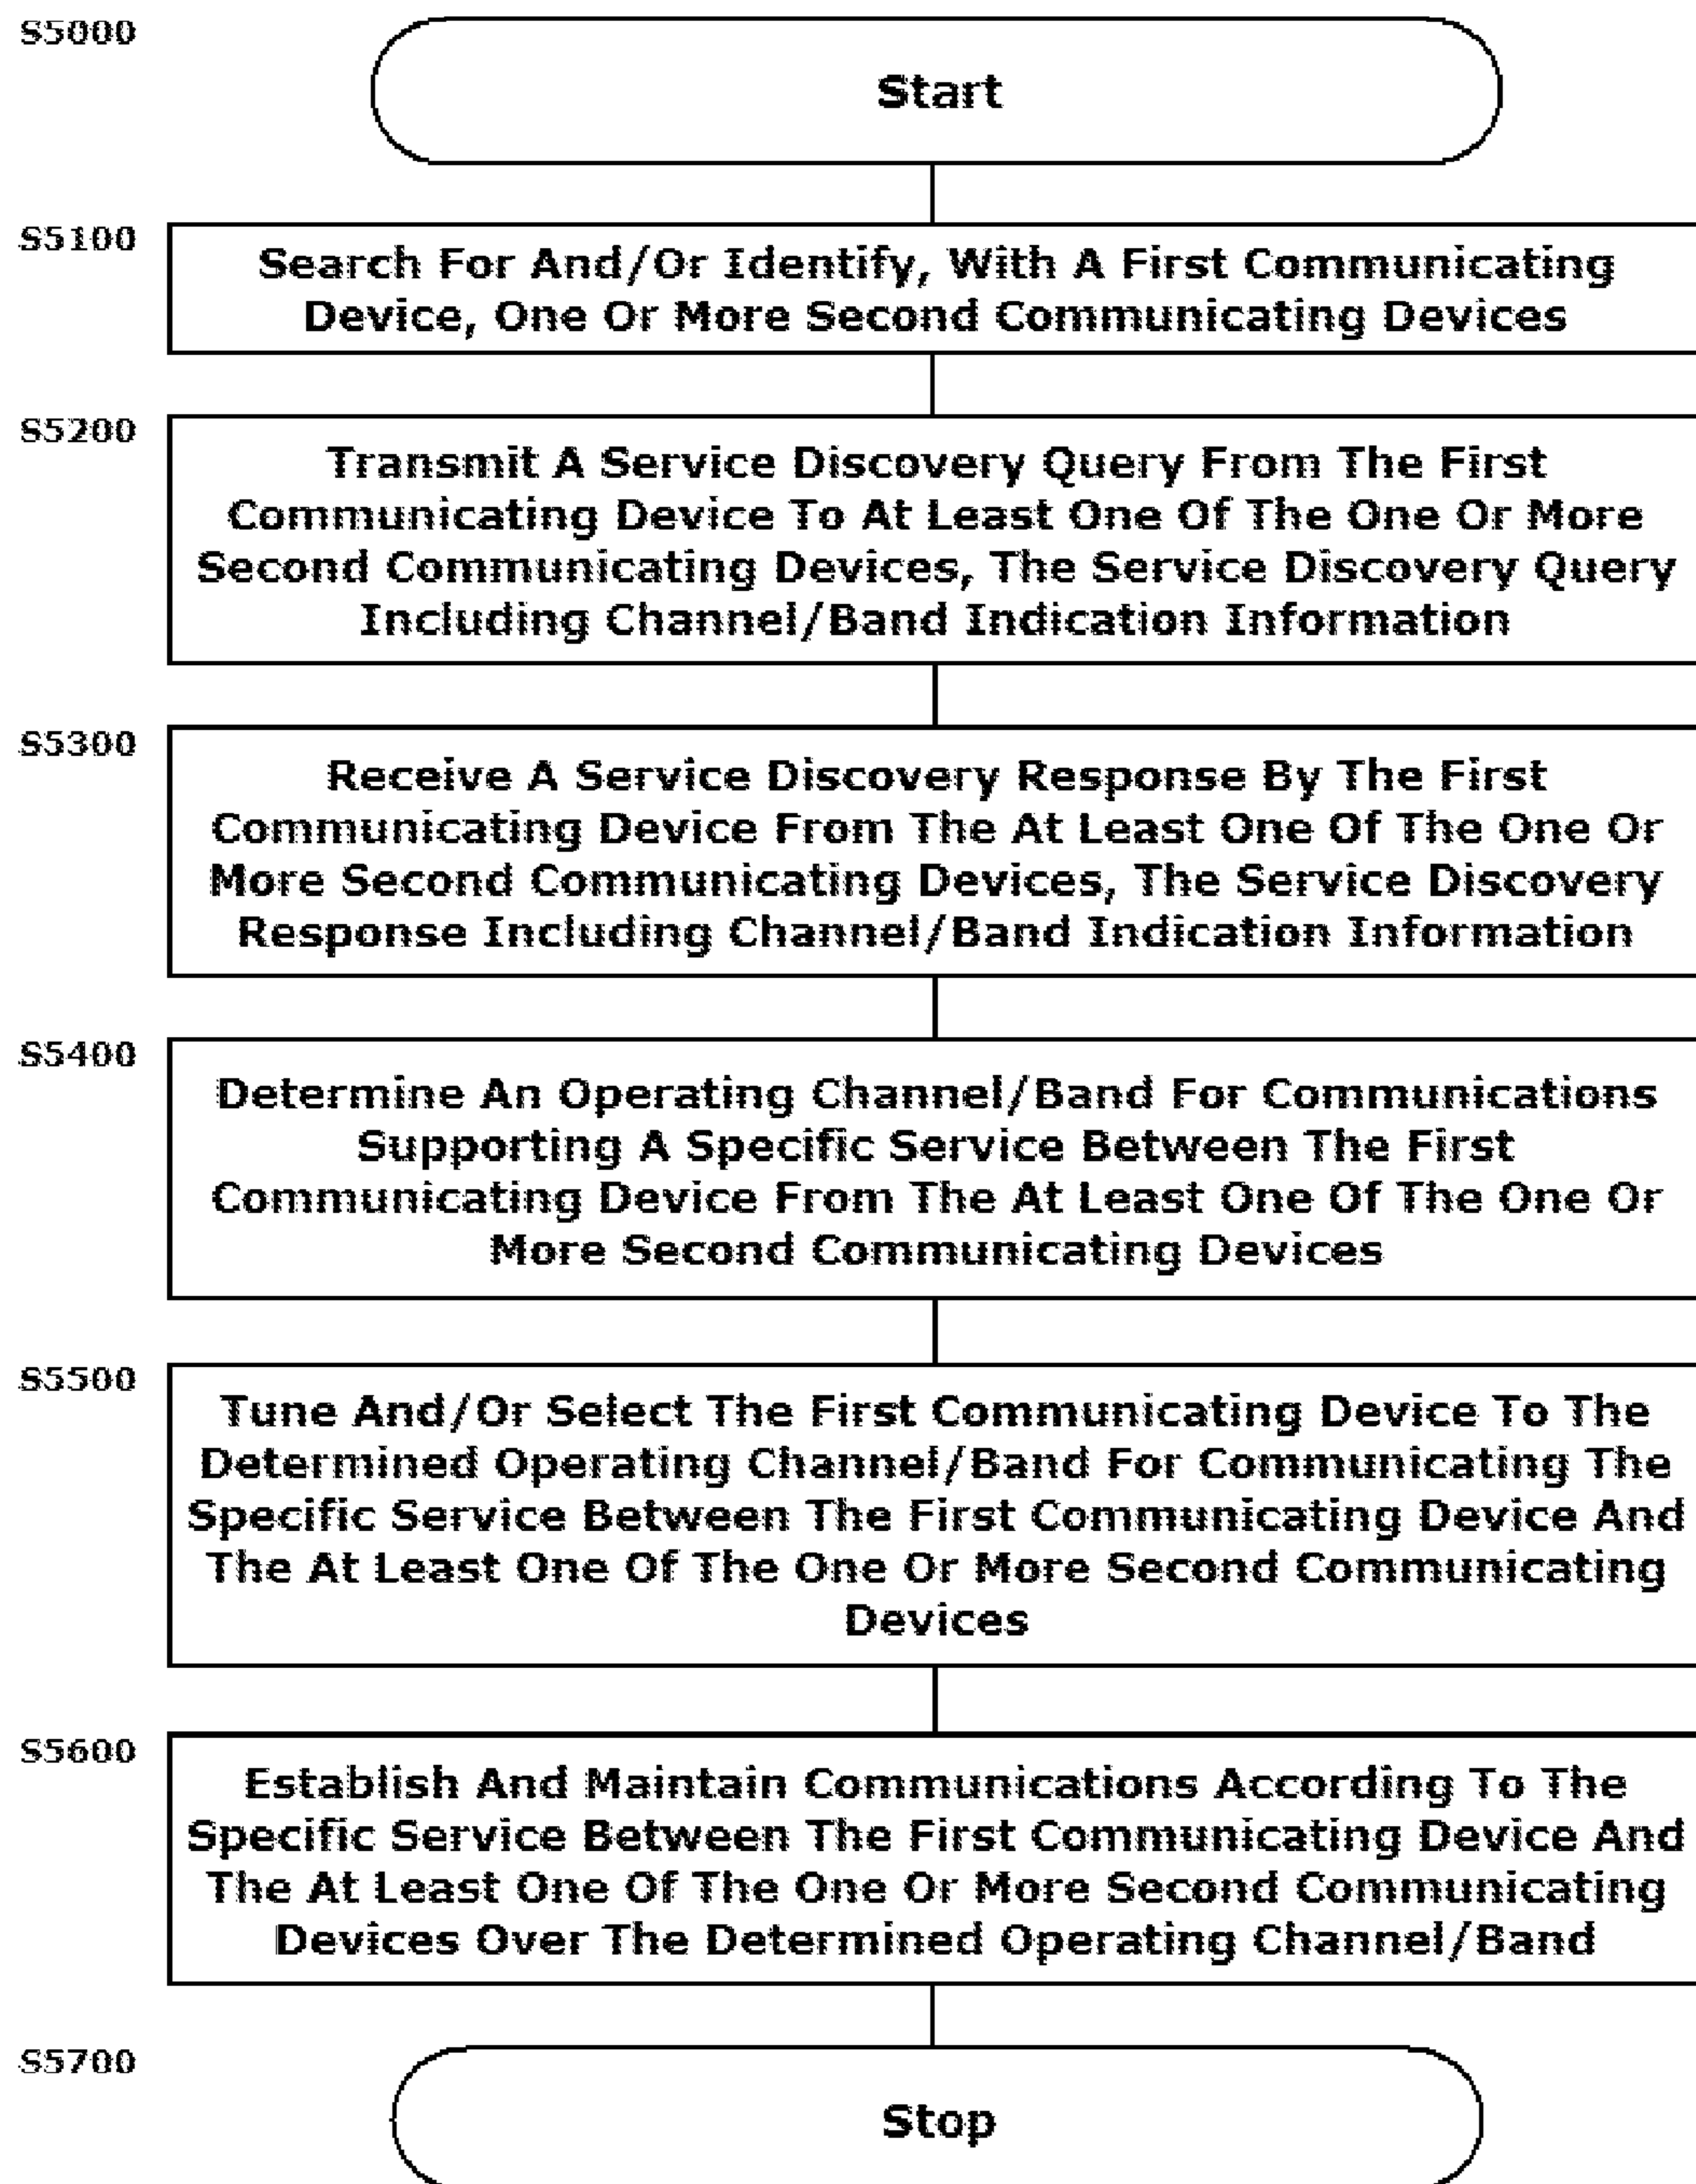 S5000
Start
S5100
Search For And/Or Identify, With A First Communicating
Device, One Or More Second Communicating Devices
S5200
Transmit A Service Discovery Query From The First
Communicating Device To At Least One Of The One Or More
Second Communicating Devices, The Service Discovery Query
Including Channel/Band Indication Information
S5300
Receive A Service Discovery Response By The First
Communicating Device From The At Least One Of The One Or
More Second Communicating Devices, The Service Discovery
Response Including Channel/Band Indication Information
S5400
Determine An Operating Channel/Band For Communications
Supporting A Specific Service Between The First
Communicating Device From The At Least One Of The One Or
More Second Communicating Devices
S5500
Tune And/Or Select The First Communicating Device To The
Determined Operating Channel/Band For Communicating The
Specific Service Between The First Communicating Device And
The At Least One Of The One Or More Second Communicating
Devices
S5600
Establish And Maintain Communications According To The
Specific Service Between The First Communicating Device And
The At Least One Of The One Or More Second Communicating
Devices Over The Determined Operating Channel/Band
S5700
Stop